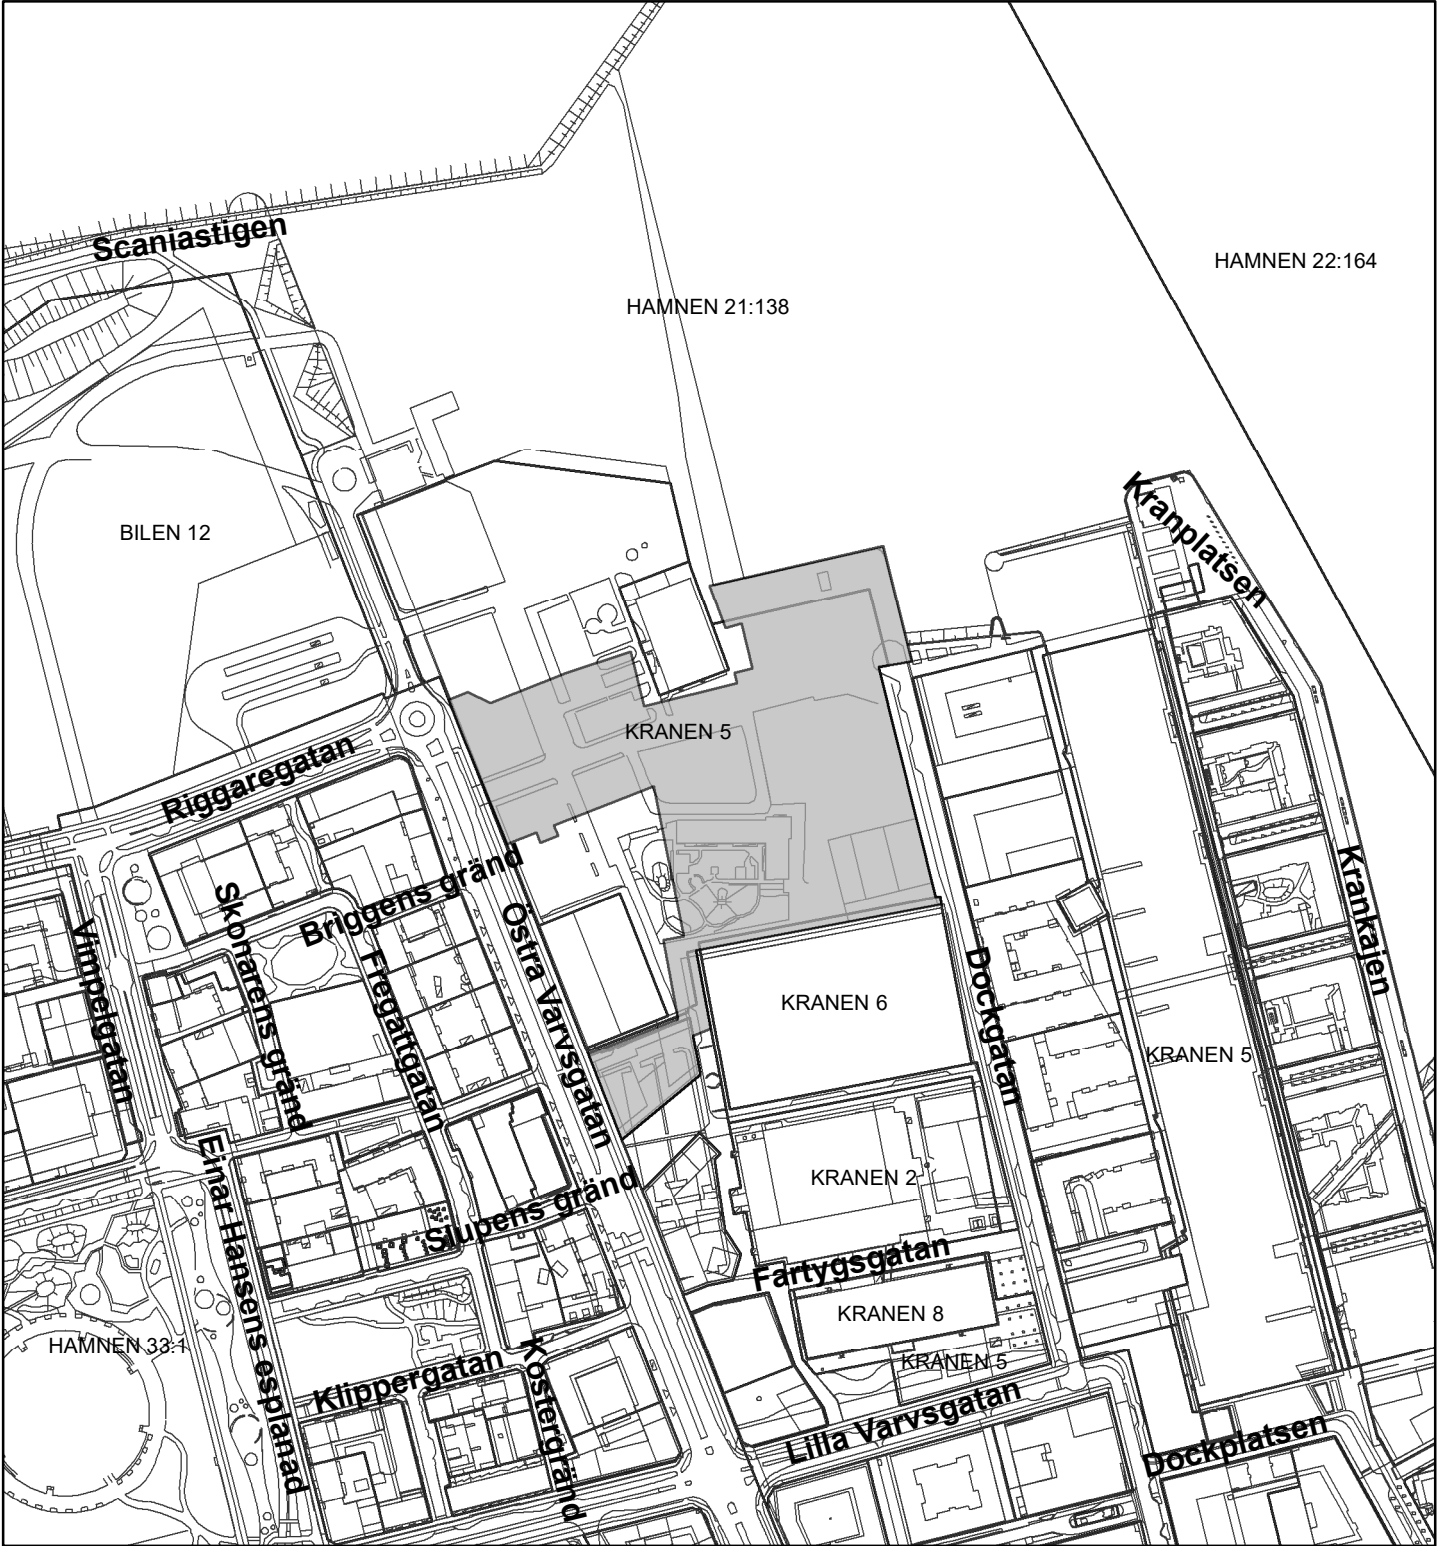 Scaniastigen
HAMNEN 22:164
HAMNEN 21:138
Kranplatsen
BILEN 12
KRANEN 5
Riggaregatan
Briggens gränd
Skonarens gränd
Vimpelgatan
Fregattgatan
Östra Varvsgatan
Krankajen
Dockgatan
KRANEN 6
KRANEN 5
Einar Hansens esplanad
KRANEN 2
Slupens gränd
Fartygsgatan
KRANEN 8
HAMNEN 33:1
KRANEN 5
Klippergatan
Kostergränd
Lilla Varvsgatan
Dockplatsen